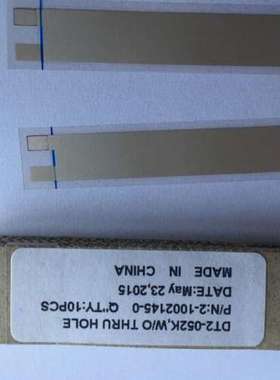 DT2-052K,W/O THRU HOLE
P/N:2-1002145-0 Q"TY:10PCS
DATE:May 23,2015
MADE IN CHINA